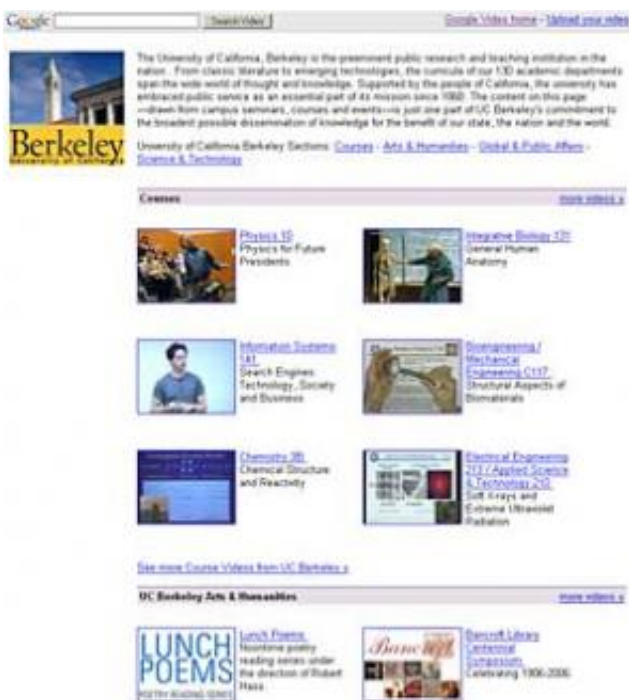 Google
Search Video
Google Video home - Upload your video
The University of California, Berkeley is the preeminent public research and teaching institution in the
nation. From classic literature to emerging technologies, the curricula of our 130 academic departments
span the wide world of thought and knowledge. Supported by the people of California, the university has
embraced public service as an essential part of its mission since 1868. The content on this page
—drawn from campus seminars, courses and events—is just one part of UC Berkeley's commitment to
the broadest possible dissemination of knowledge for the benefit of our state, the nation and the world.
Berkeley
University of California
University of California Berkeley Sections: Courses - Arts & Humanities - Global & Public Affairs -
Science & Technology
Courses
more videos »
Physics 10
Physics for Future
Presidents
Integrative Biology 131
General Human
Anatomy
Information Systems
141
Search Engines:
Technology, Society
and Business
Bioengineering /
Mechanical
Engineering C117
Structural Aspects of
Biomaterials
Chemistry 3B
Chemical Structure
and Reactivity
Electrical Engineering
213 / Applied Science
& Technology 210
Soft X-rays and
Extreme Ultraviolet
Radiation
See more Course Videos from UC Berkeley »
UC Berkeley Arts & Humanities
more videos »
LUNCH
POEMS
POETRY READING SERIES
Lunch Poems
Noontime poetry
reading series under
the direction of Robert
Hass
Bancroft
Bancroft Library
Centennial
Symposium
Celebrating 1906-2006